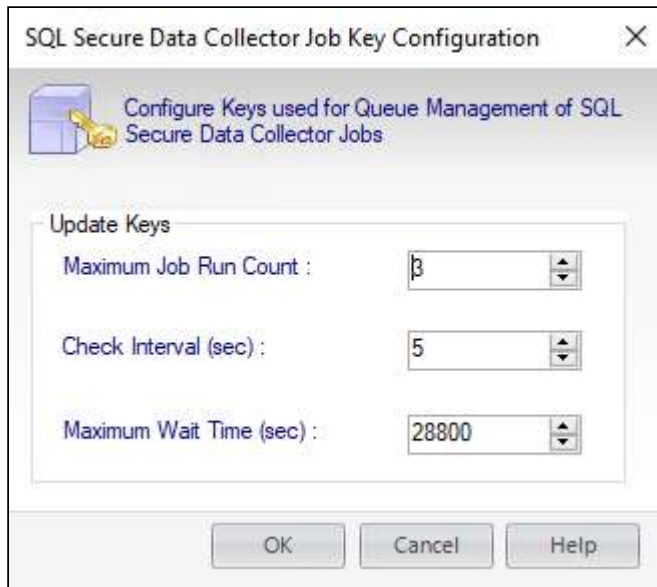 SQL Secure Data Collector Job Key Configuration
Configure Keys used for Queue Management of SQL
Secure Data Collector Jobs
Update Keys
Maximum Job Run Count : 3
Check Interval (sec) : 5
Maximum Wait Time (sec) : 28800
OK Cancel Help